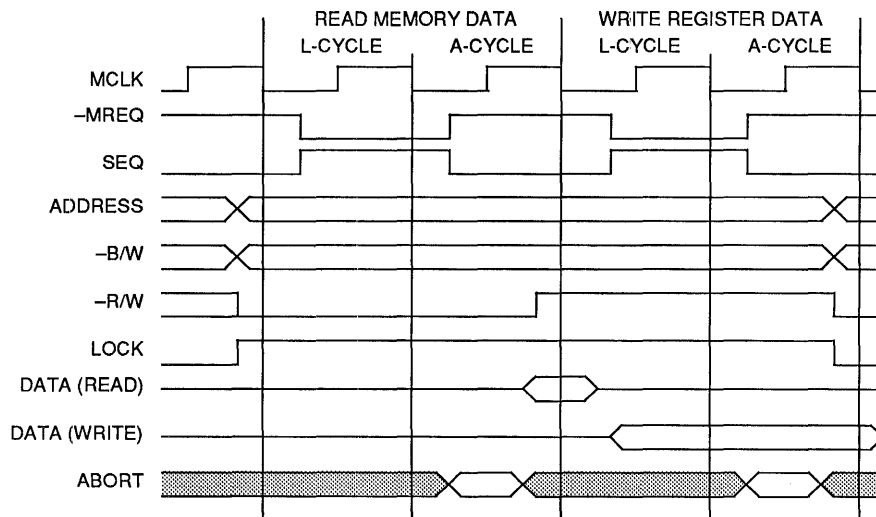 READ MEMORY DATA WRITE REGISTER DATA
L-CYCLE A-CYCLE L-CYCLE A-CYCLE
MCLK
–MREQ
SEQ
ADDRESS
–B/W
–R/W
LOCK
DATA (READ)
DATA (WRITE)
ABORT